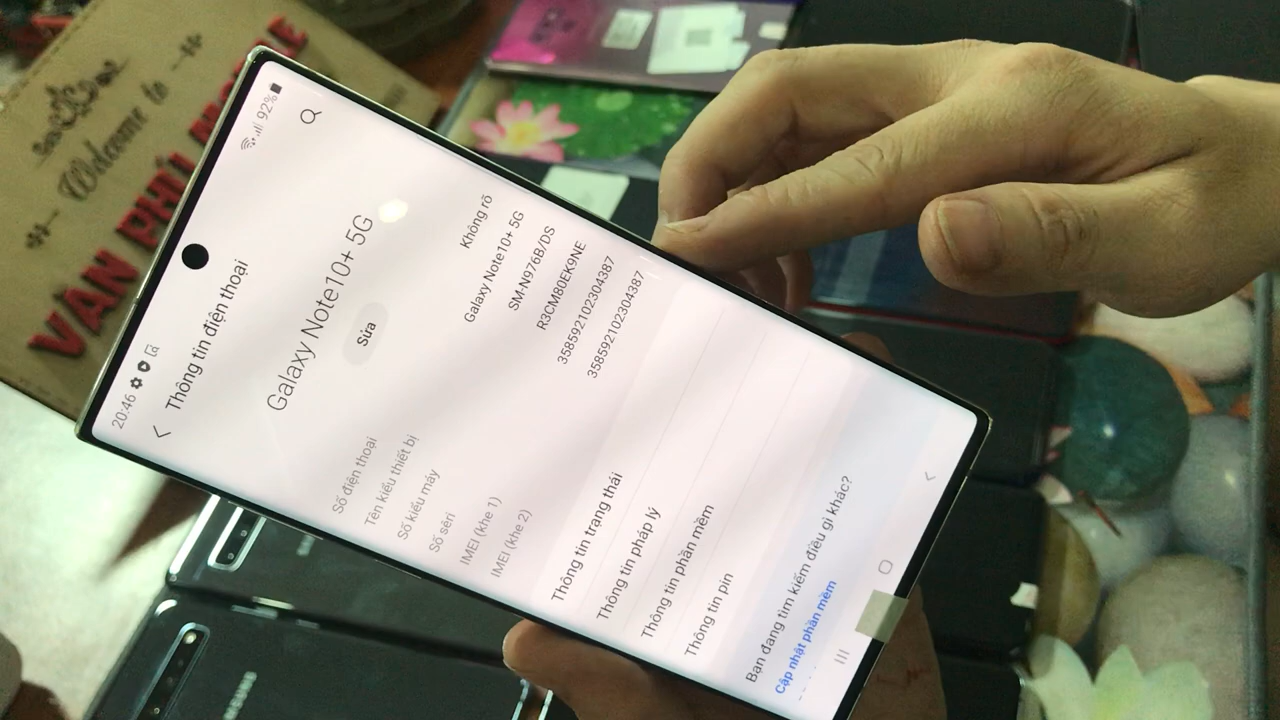 Welcome to
VĂN PHÚ MOBILE
20:46
92%
Thông tin điện thoại
Galaxy Note10+ 5G
Sửa
Số điện thoại Không rõ
Tên kiểu thiết bị Galaxy Note10+ 5G
Số kiểu máy SM-N976B/DS
Số sêri R3CM80EK9NE
IMEI (khe 1) 358592102304387
IMEI (khe 2) 358592102304387
Thông tin trạng thái
Thông tin pháp lý
Thông tin phần mềm
Thông tin pin
Bạn đang tìm kiếm điều gì khác?
Cập nhật phần mềm
SAMSUNG